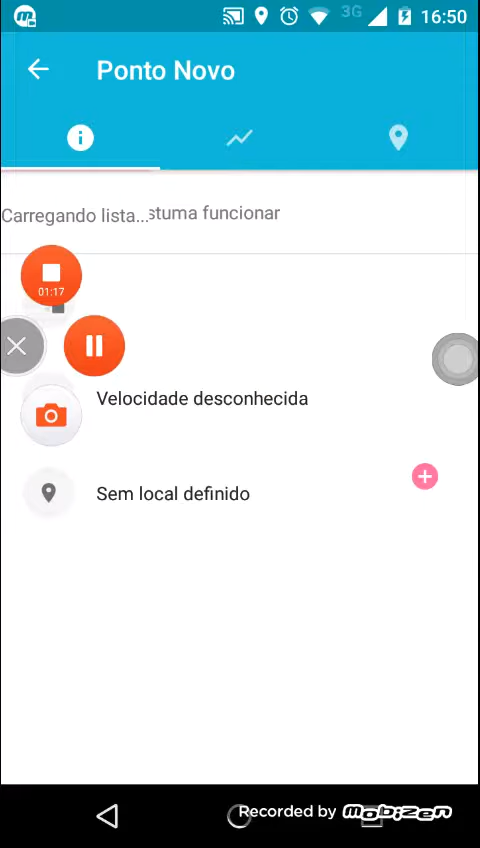 3G 16:50
Ponto Novo
Carregando lista...stuma funcionar
01:17
Velocidade desconhecida
Sem local definido
Recorded by mobizen